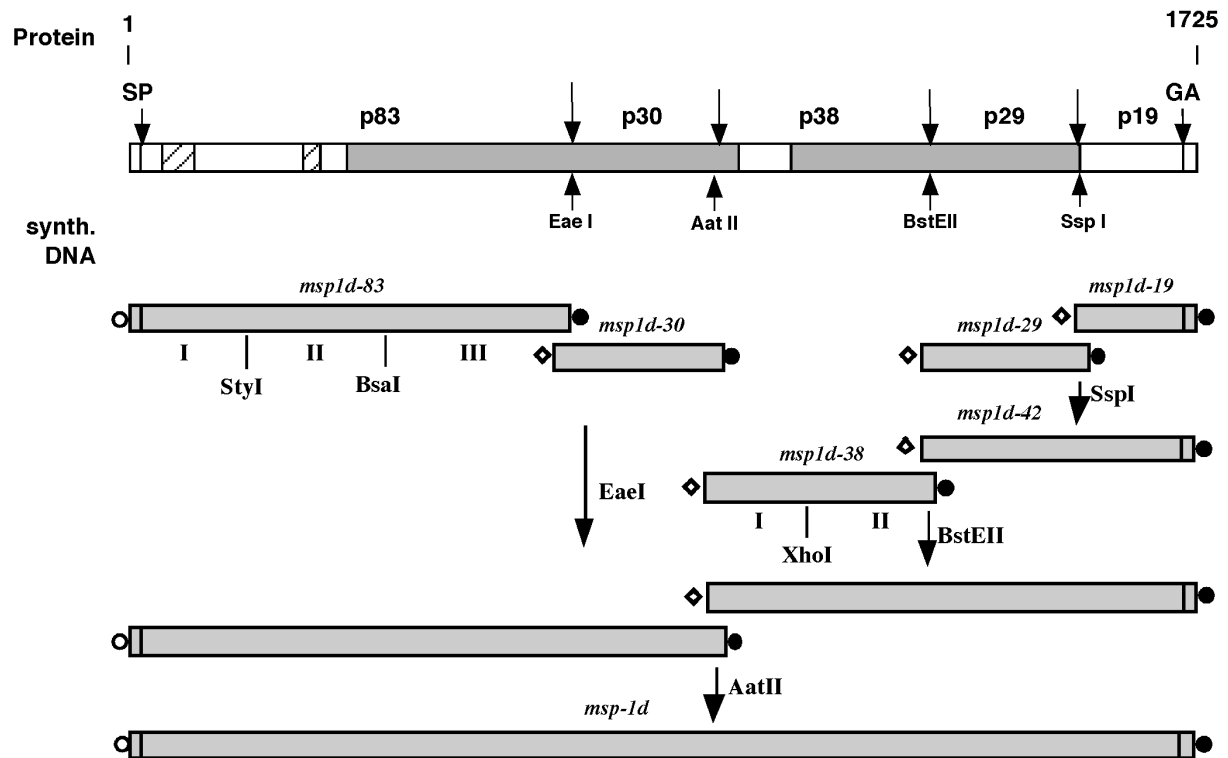 Protein
1
1725
SP
GA
p83
p30
p38
p29
p19
Eae I
Aat II
BstEII
Ssp I
synth.
DNA
msp1d-83
msp1d-19
msp1d-30
msp1d-29
I
II
III
StyI
BsaI
SspI
msp1d-42
msp1d-38
EaeI
I
II
BstEII
XhoI
AatII
msp-1d